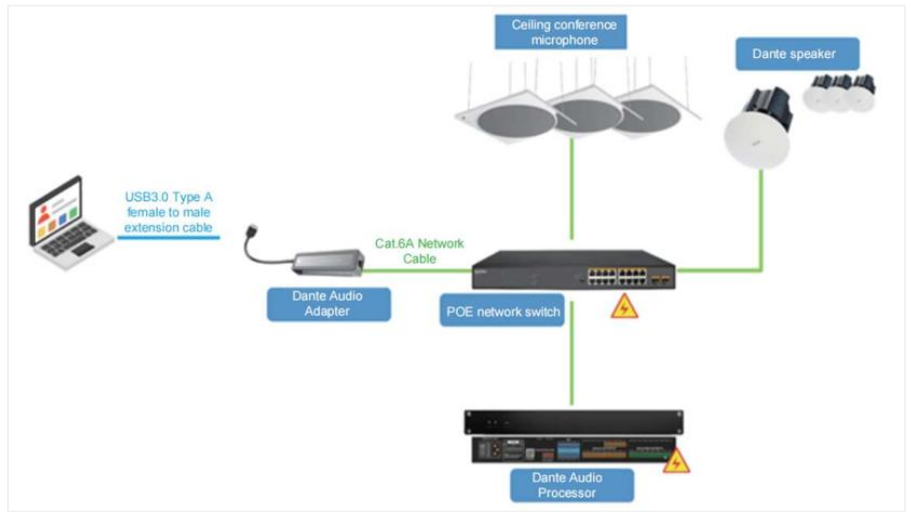 Ceiling conference
microphone
Dante speaker
USB3.0 Type A
female to male
extension cable
Cat.6A Network
Cable
Dante Audio
Adapter
POE network switch
Dante Audio
Processor